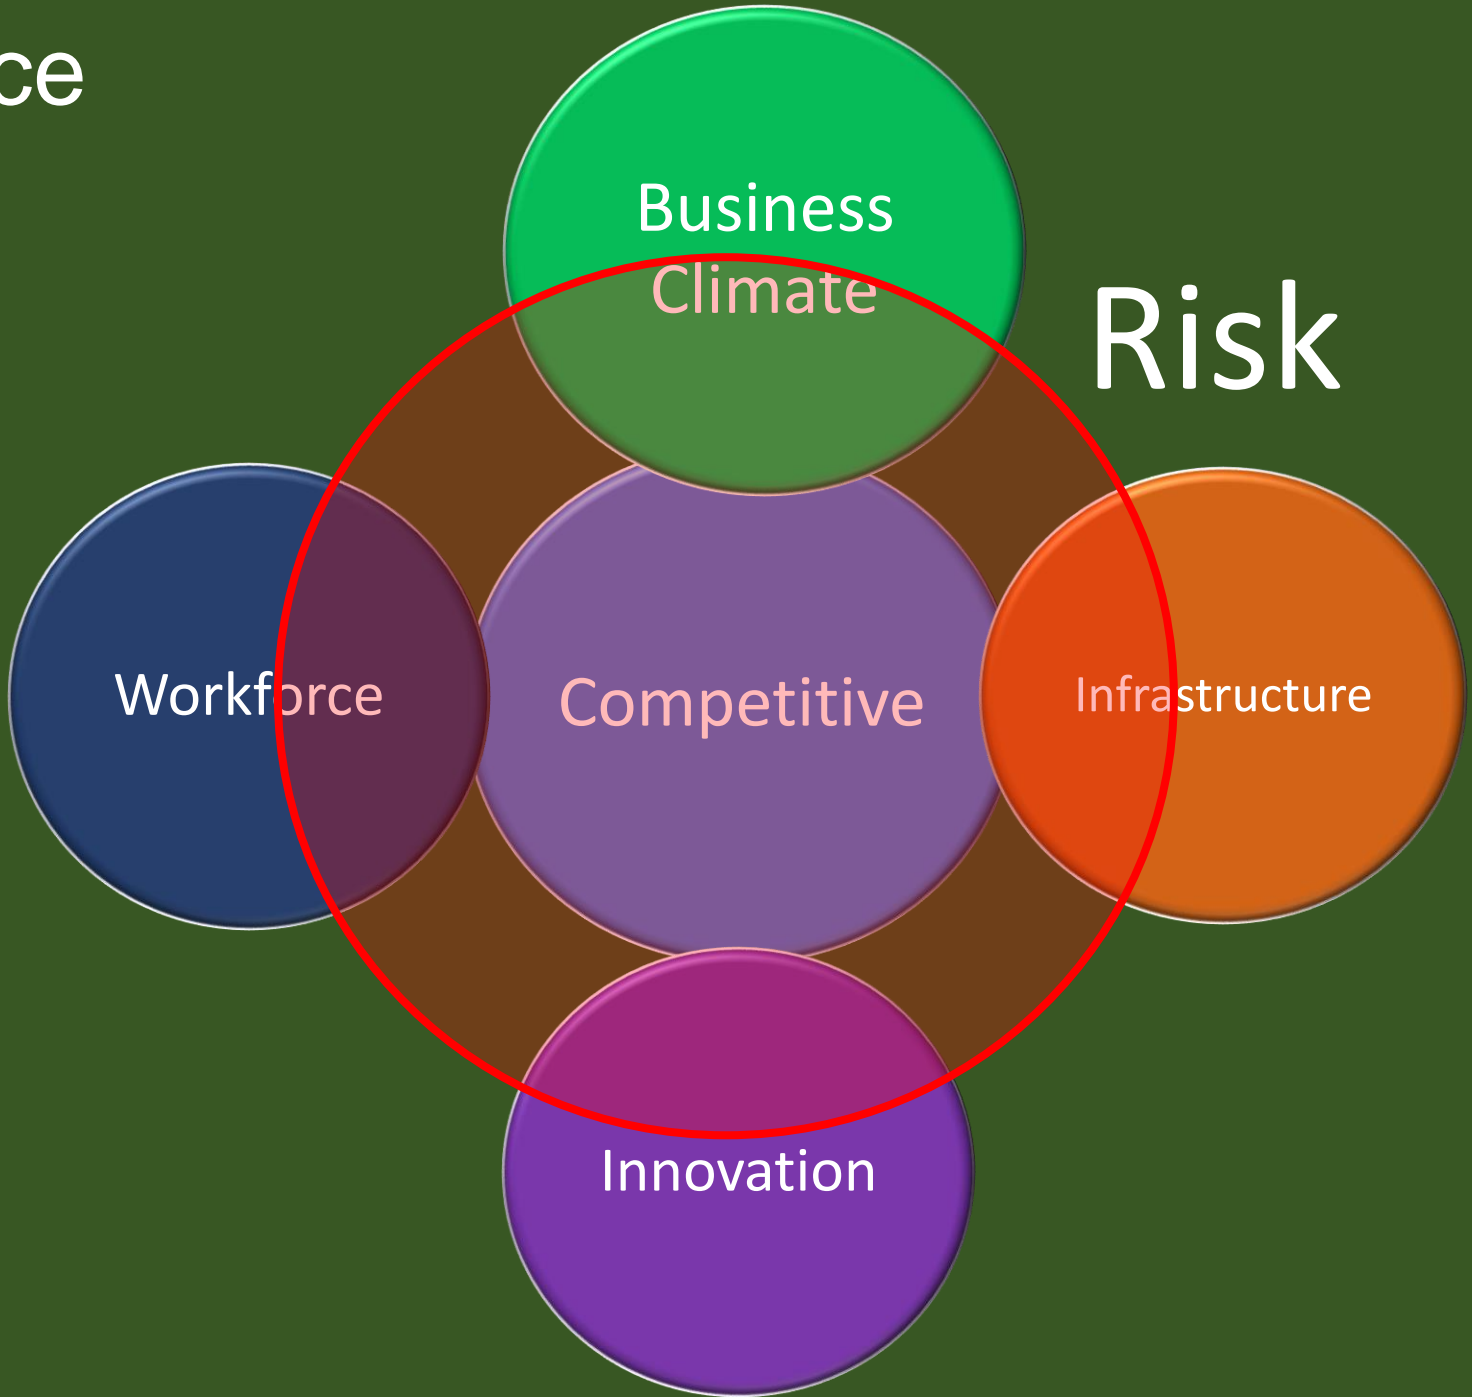 ce
Business
Climate
Risk
Workforce
Competitive
Infrastructure
Innovation